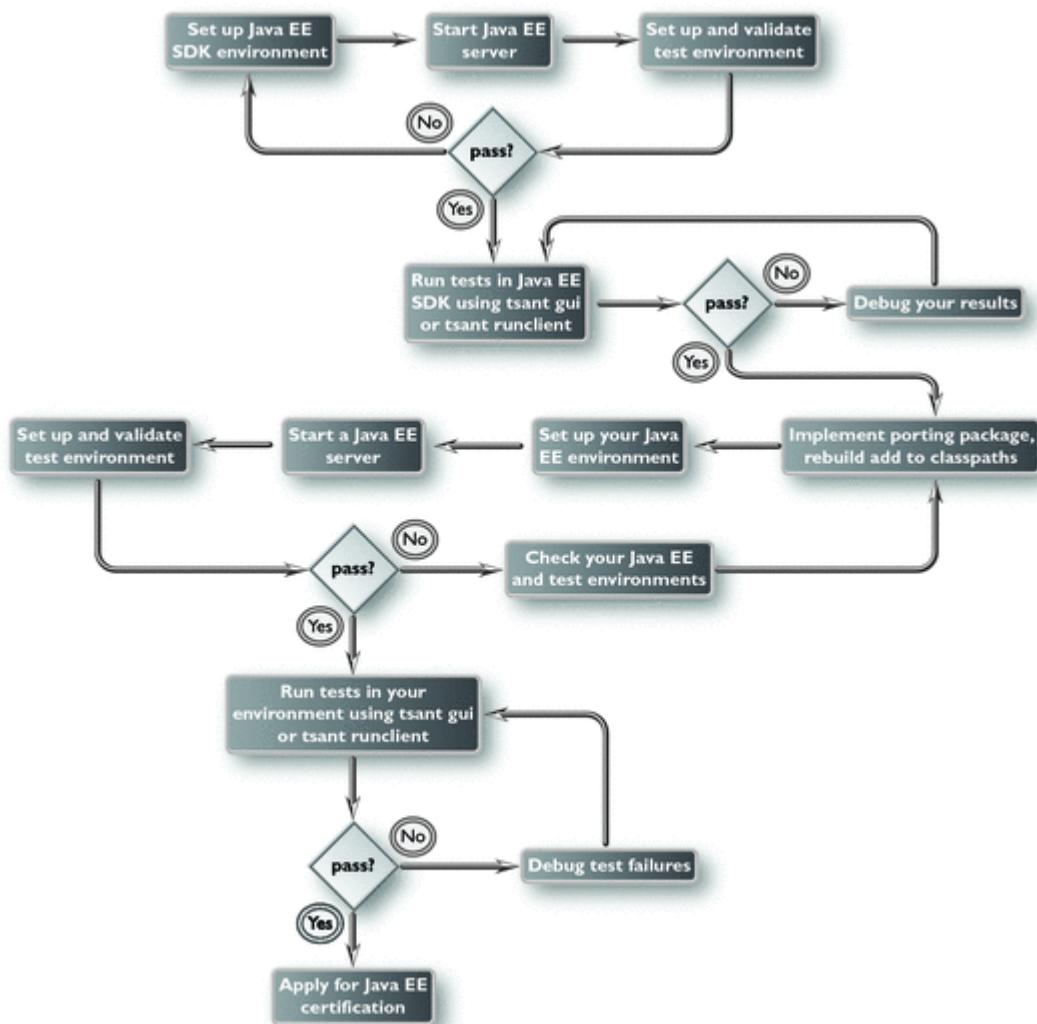 Set up Java EE
SDK environment
Start Java EE
server
Set up and validate
test environment
No
pass?
Yes
Run tests in Java EE
SDK using tsant gui
or tsant runclient
pass?
No
Debug your results
Yes
Set up and validate
test environment
Start a Java EE
server
Set up your Java
EE environment
Implement porting package,
rebuild add to classpaths
pass?
No
Check your Java EE
and test environments
Yes
Run tests in your
environment using tsant gui
or tsant runclient
pass?
No
Debug test failures
Yes
Apply for Java EE
certification